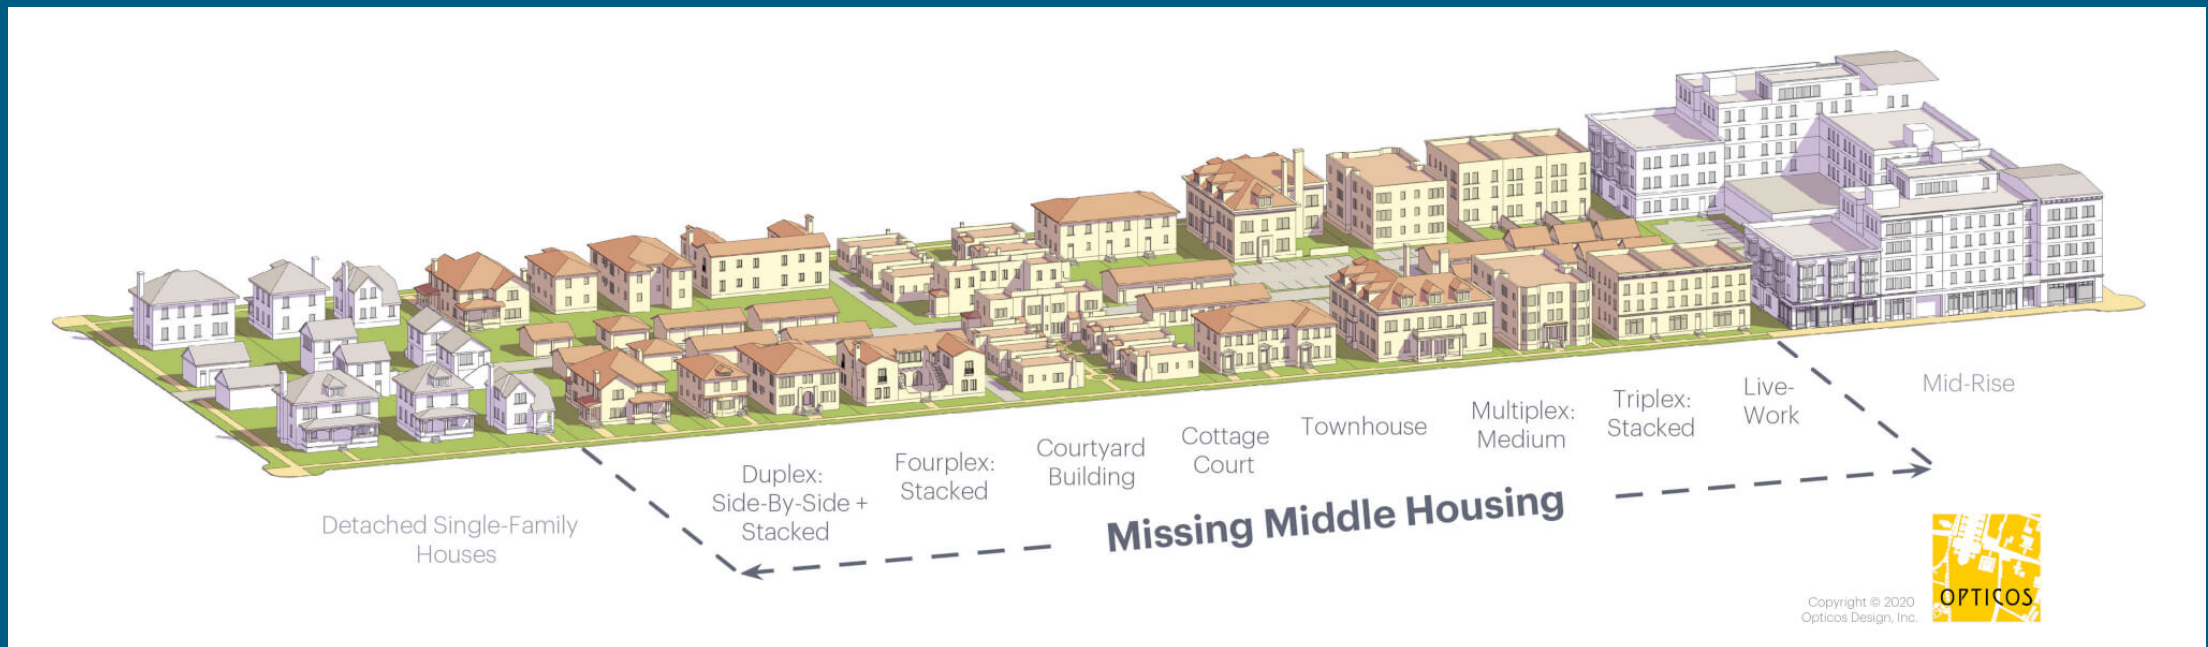 Detached Single-Family
Houses
Duplex:
Side-By-Side +
Stacked
Fourplex:
Stacked
Courtyard
Building
Cottage
Court
Townhouse
Multiplex:
Medium
Triplex:
Stacked
Live-
Work
Mid-Rise
Missing Middle Housing
Copyright © 2020
Opticos Design, Inc.
OPTICOS